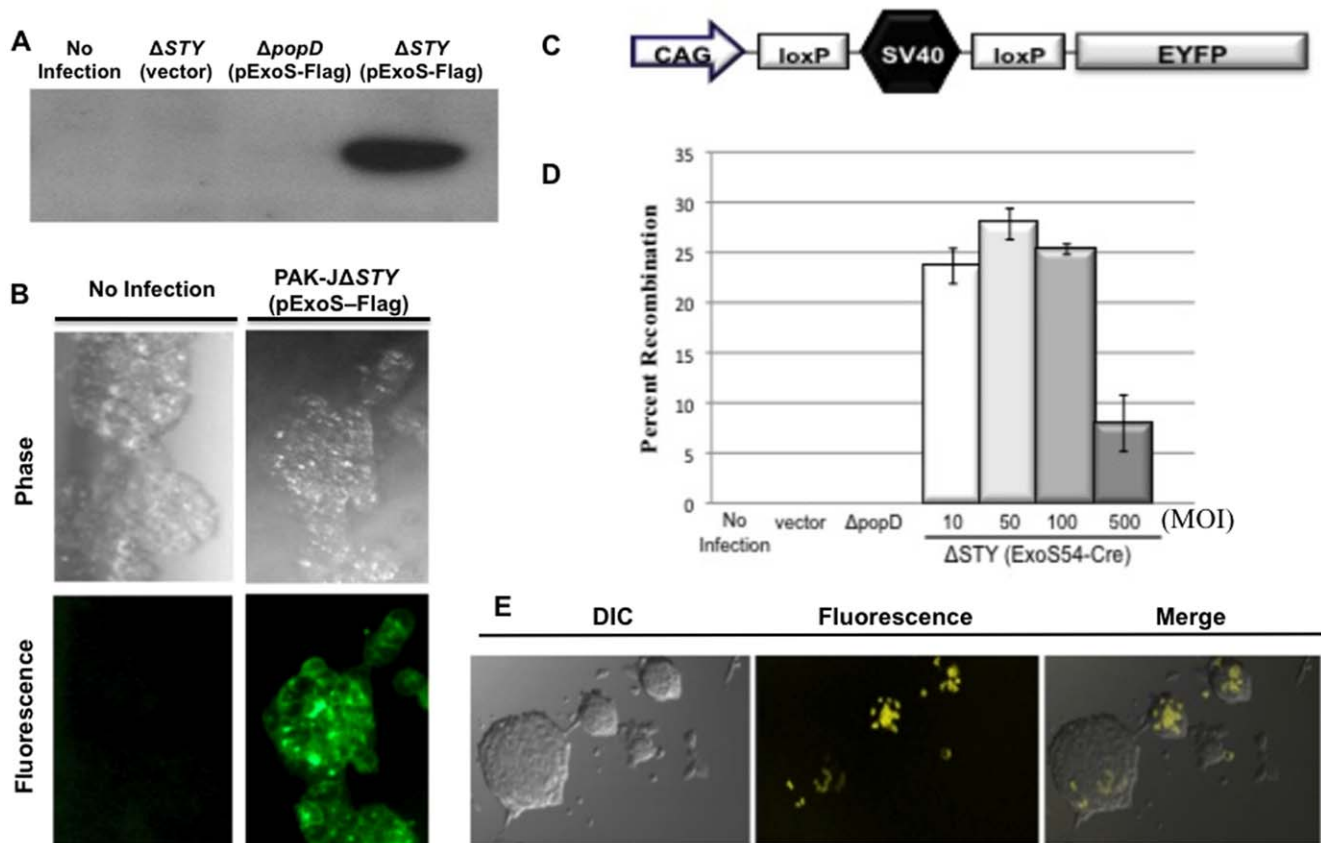 A
No Infection
ΔSTY (vector)
ΔpopD (pExoS-Flag)
ΔSTY (pExoS-Flag)
B
No Infection
PAK-JΔSTY
(pExoS–Flag)
Phase
Fluorescence
C
CAG
loxP
SV40
loxP
EYFP
D
Percent Recombination
35
30
25
20
15
10
5
0
No Infection
vector
ΔpopD
10
50
100
500
(MOI)
ΔSTY (ExoS54-Cre)
E
DIC
Fluorescence
Merge